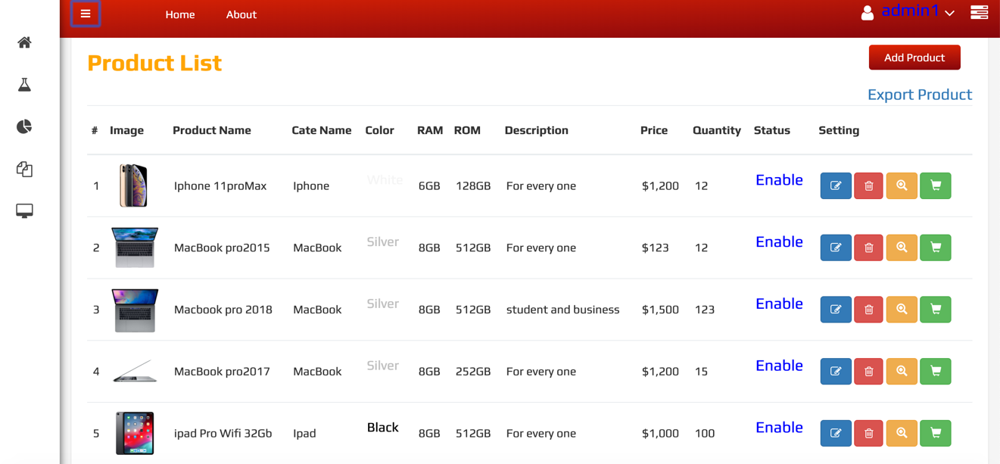 Home About admin1
Product List
Add Product
Export Product
# Image Product Name Cate Name Color RAM ROM Description Price Quantity Status Setting
1 Iphone 11proMax Iphone White 6GB 128GB For every one $1,200 12 Enable
2 MacBook pro2015 MacBook Silver 8GB 512GB For every one $123 12 Enable
3 Macbook pro 2018 MacBook Silver 8GB 512GB student and business $1,500 123 Enable
4 MacBook pro2017 MacBook Silver 8GB 252GB For every one $1,200 15 Enable
5 ipad Pro Wifi 32Gb Ipad Black 8GB 512GB For every one $1,000 100 Enable